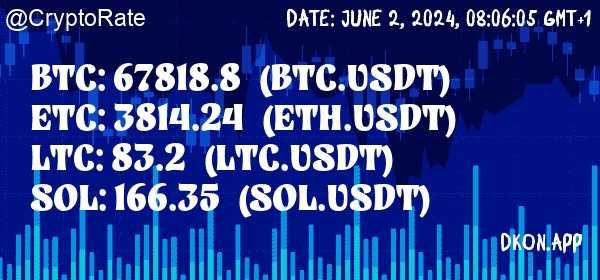 @CryptoRate
DATE: JUNE 2, 2024, 08:06:05 GMT+1
BTC: 67818.8 (BTC.USDT)
ETC: 3814.24 (ETH.USDT)
LTC: 83.2 (LTC.USDT)
SOL: 166.35 (SOL.USDT)
DKON.APP